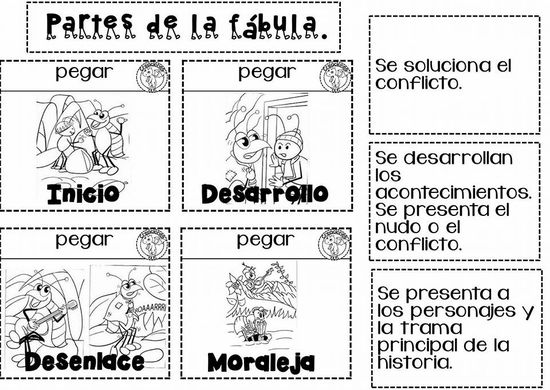 Partes de la fábula.
pegar
pegar
Inicio
Desarrollo
pegar
pegar
Desenlace
Moraleja
Se soluciona el
conflicto.
Se desarrollan
los
acontecimientos.
Se presenta el
nudo o el
conflicto.
Se presenta a
los personajes y
la trama
principal de la
historia.